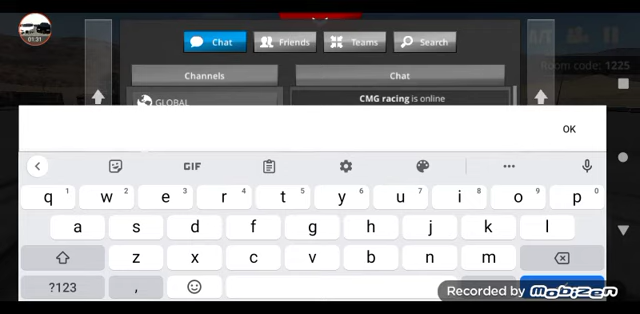 01:31
Chat Friends Teams Search
Room code: 1225
Channels Chat
GLOBAL CMG racing is online
OK
GIF
q 1 w 2 e 3 r 4 t 5 y 6 u 7 i 8 o 9 p 0
a s d f g h j k l
z x c v b n m
?123 ,
Recorded by MobiZen